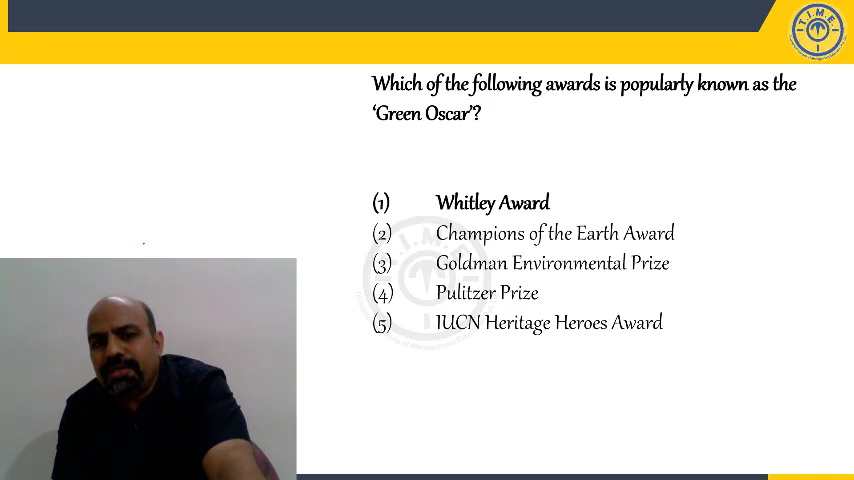 T.I.M.E.
Which of the following awards is popularly known as the
‘Green Oscar’?
(1) Whitley Award
(2) Champions of the Earth Award
(3) Goldman Environmental Prize
(4) Pulitzer Prize
(5) IUCN Heritage Heroes Award